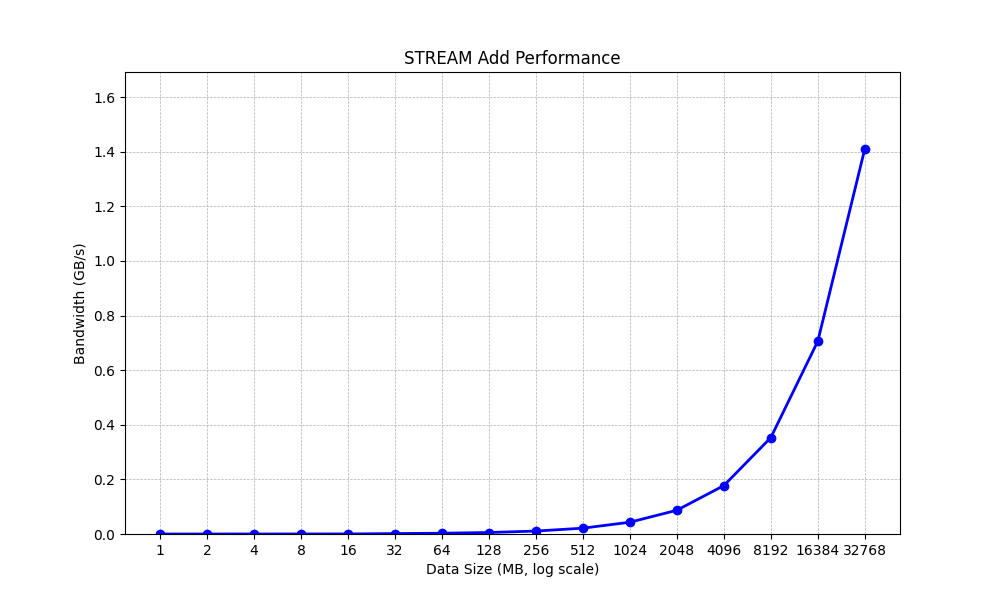 STREAM Add Performance
Bandwidth (GB/s)
1.6
1.4
1.2
1.0
0.8
0.6
0.4
0.2
0.0
1 2 4 8 16 32 64 128 256 512 1024 2048 4096 8192 16384 32768
Data Size (MB, log scale)